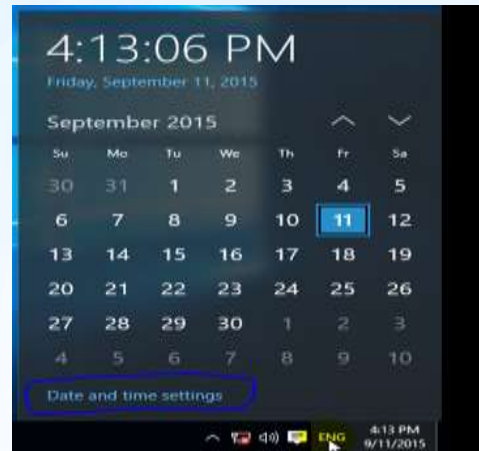 4:13:06 PM
Friday, September 11, 2015
September 2015
Su Mo Tu We Th Fr Sa
30 31 1 2 3 4 5
6 7 8 9 10 11 12
13 14 15 16 17 18 19
20 21 22 23 24 25 26
27 28 29 30 1 2 3
4 5 6 7 8 9 10
Date and time settings
ENG 4:13 PM
9/11/2015